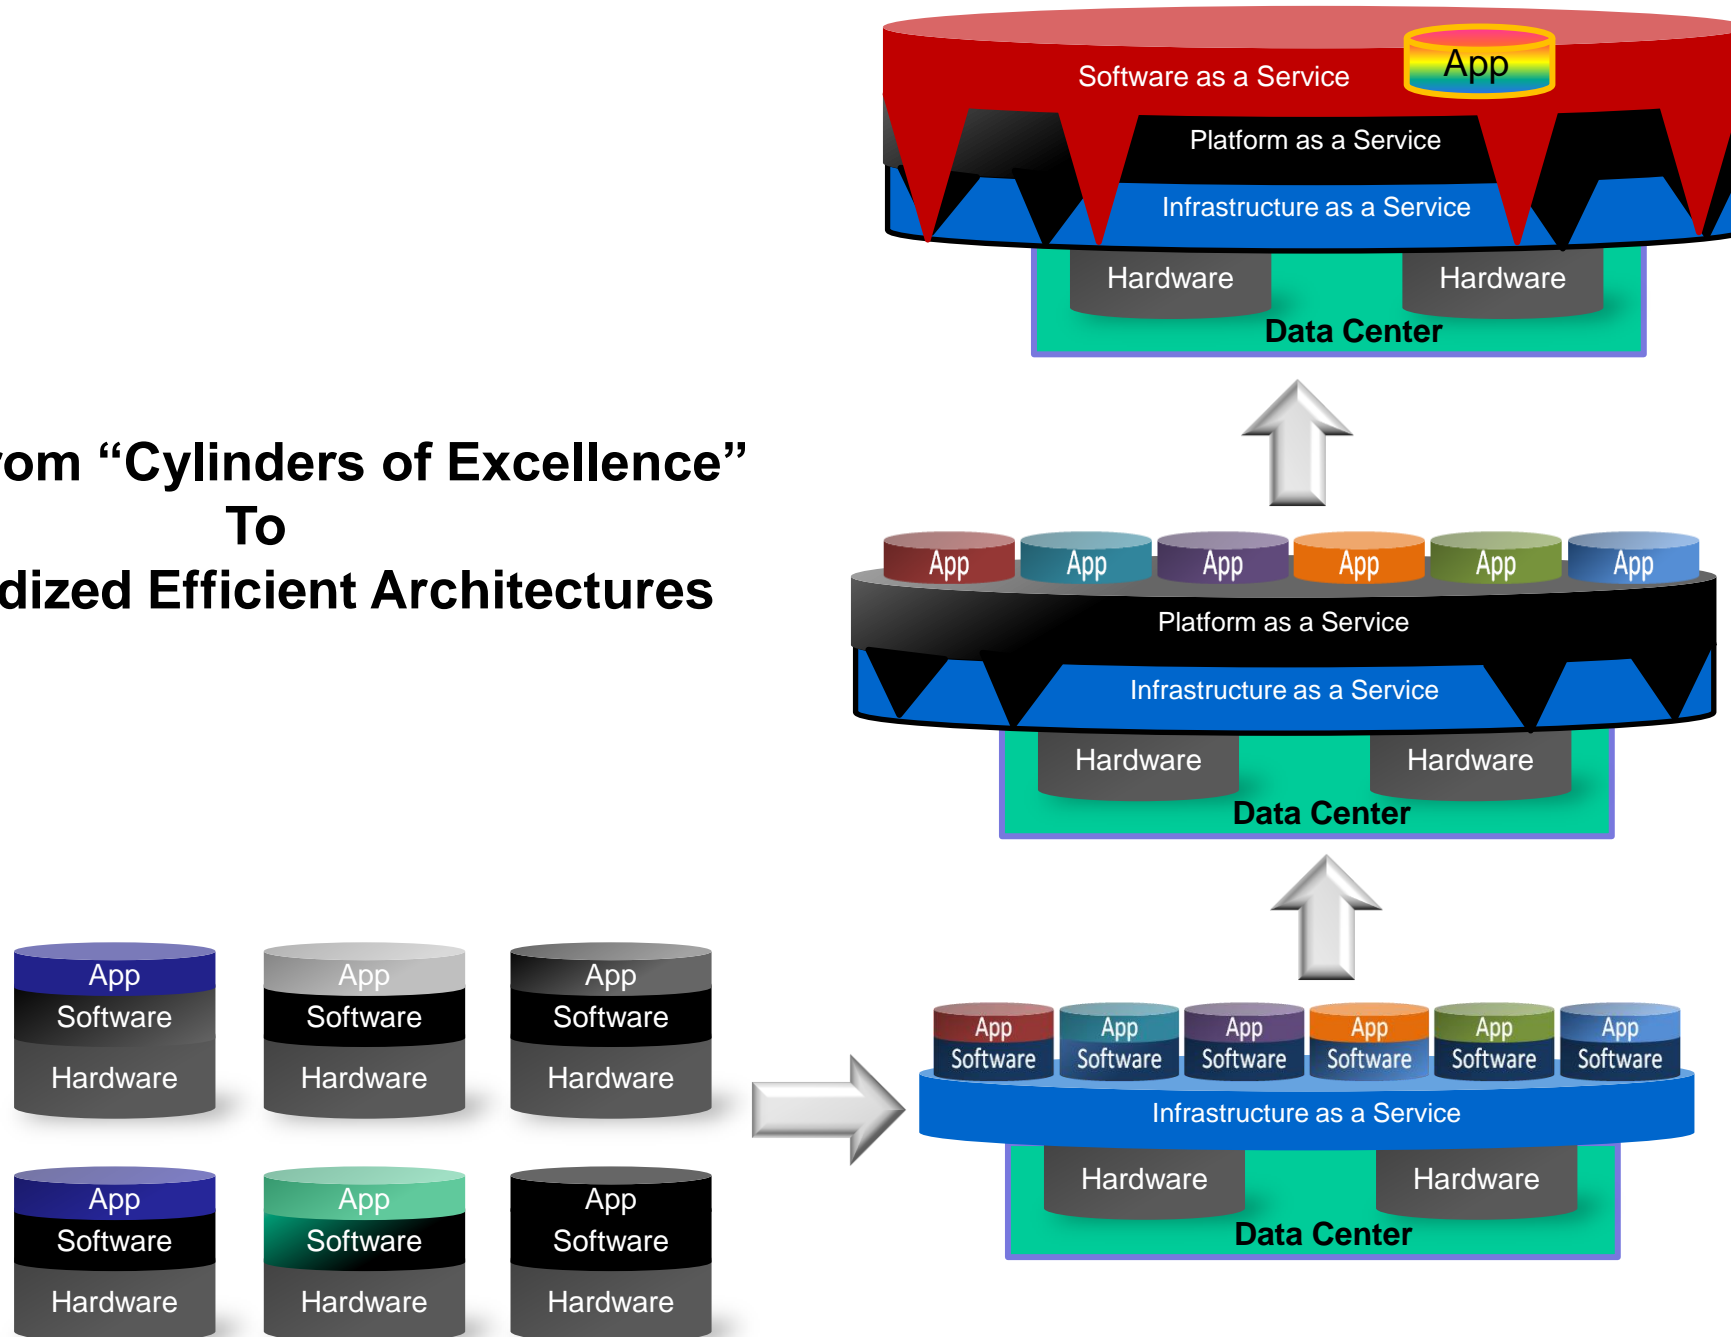 Software as a Service
App
Platform as a Service
Infrastructure as a Service
Hardware Hardware
Data Center
rom “Cylinders of Excellence”
To
dized Efficient Architectures
App App App App App App
Platform as a Service
Infrastructure as a Service
Hardware Hardware
Data Center
App App App
Software Software Software
Hardware Hardware Hardware
App App App
Software Software Software
Hardware Hardware Hardware
App App App App App App
Software Software Software Software Software Software
Infrastructure as a Service
Hardware Hardware
Data Center